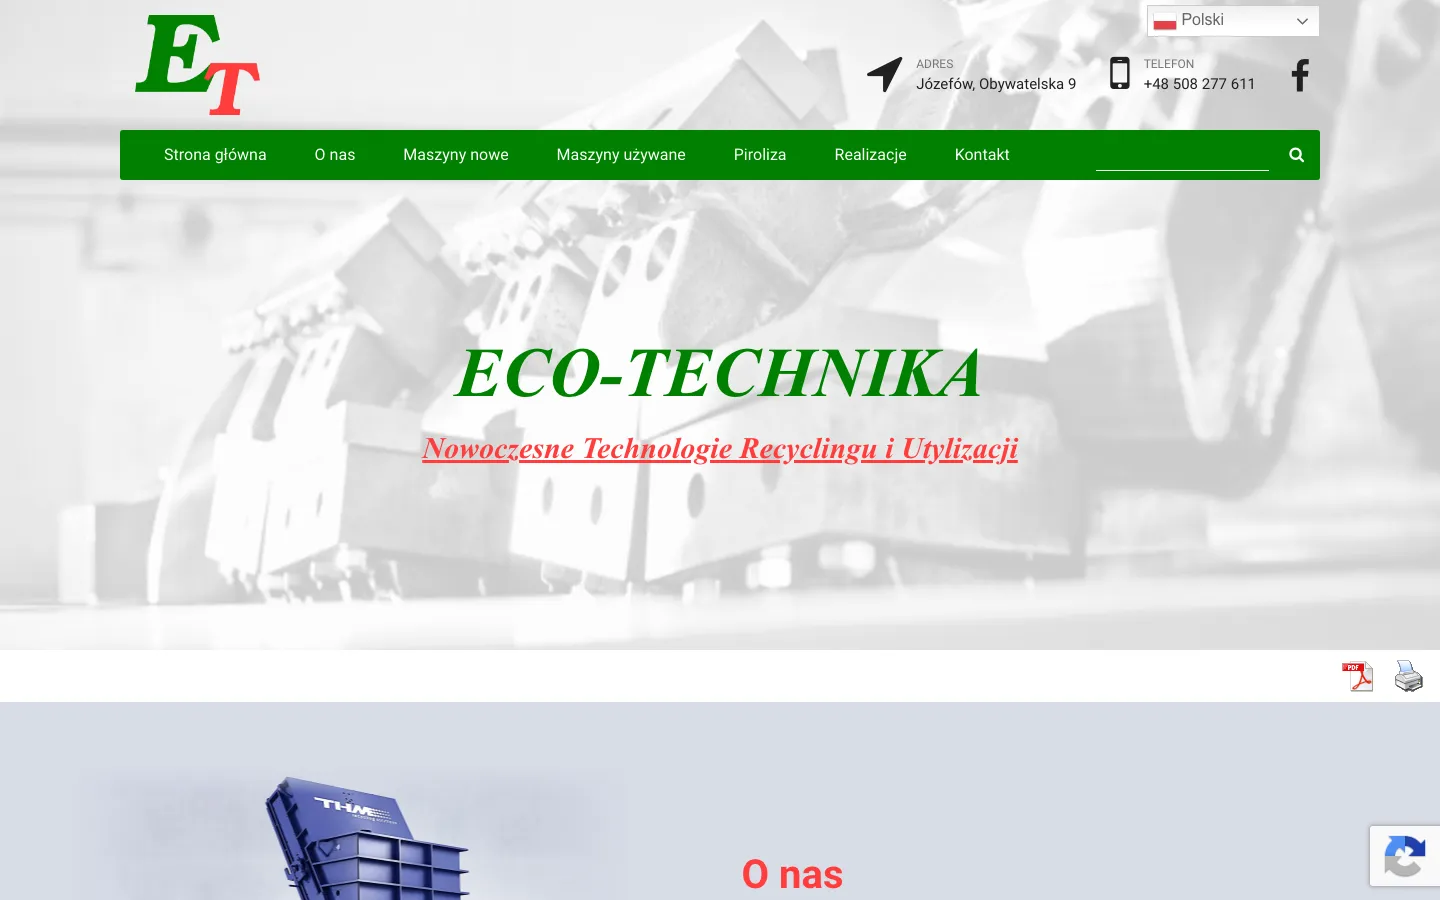 ET
Polski
ADRES
Józefów, Obywatelska 9
TELEFON
+48 508 277 611
Strona główna
O nas
Maszyny nowe
Maszyny używane
Piroliza
Realizacje
Kontakt
ECO-TECHNIKA
Nowoczesne Technologie Recyclingu i Utylizacji
PDF
THM
O nas